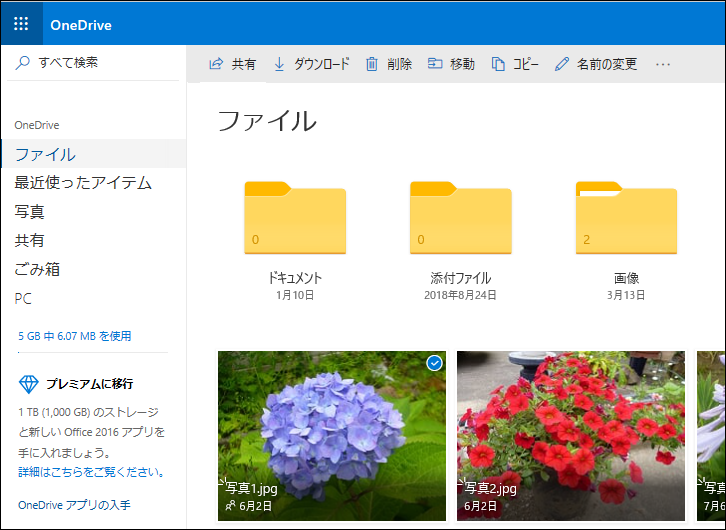 OneDrive
すべて検索
共有 ダウンロード 削除 移動 コピー 名前の変更 ···
OneDrive
ファイル
最近使ったアイテム
写真
共有
ごみ箱
PC
5 GB 中 6.07 MB を使用
プレミアムに移行
1 TB (1,000 GB) のストレージ
と新しい Office 2016 アプリを
手に入れましょう。
詳細はこちらをご覧ください。
OneDrive アプリの入手
ファイル
0
ドキュメント
1月10日
0
添付ファイル
2018年8月24日
2
画像
3月13日
写真1.jpg
6月2日
写真2.jpg
6月2日
写真
7月6